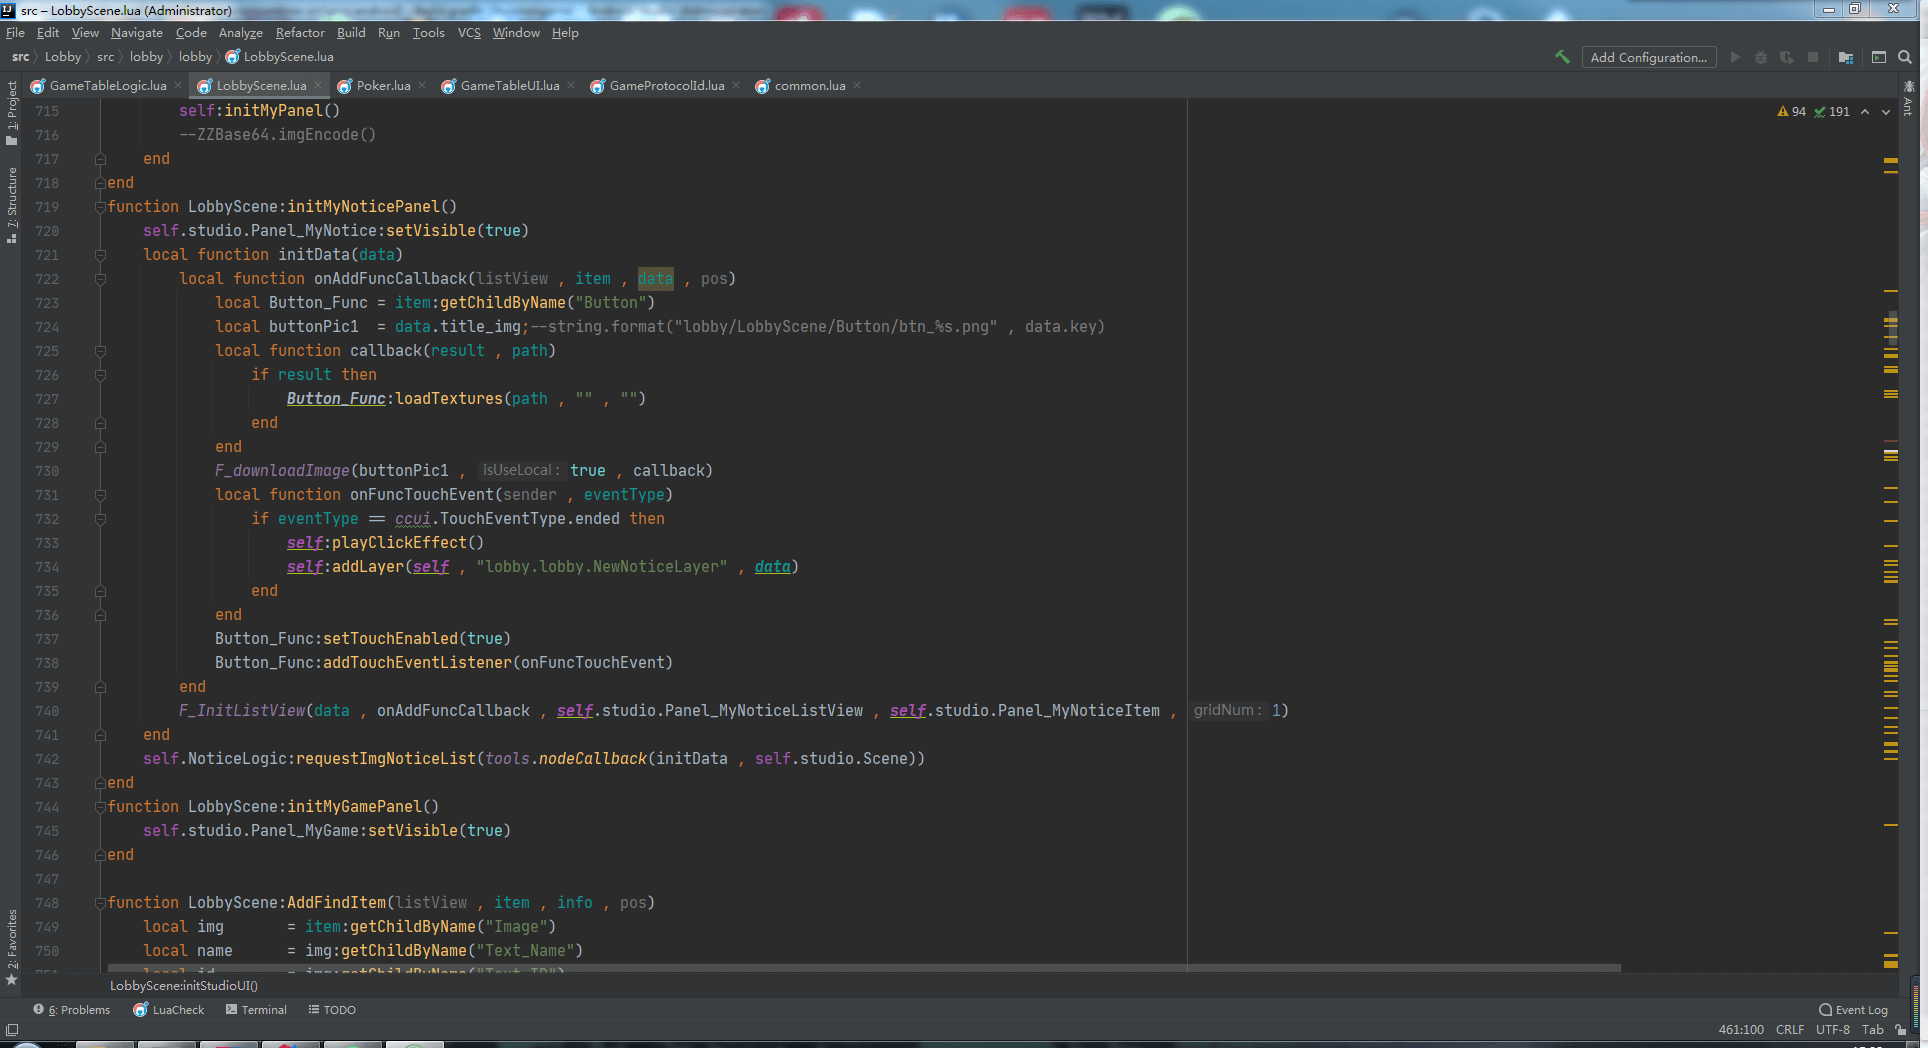 src – LobbyScene.lua (Administrator)
File Edit View Navigate Code Analyze Refactor Build Run Tools VCS Window Help
src Lobby src lobby lobby LobbyScene.lua
Add Configuration...
GameTableLogic.lua LobbyScene.lua Poker.lua GameTableUI.lua GameProtocolId.lua common.lua
1: Project
7: Structure
2: Favorites
Ant
94 191
715 self:initMyPanel()
716 --ZZBase64.imgEncode()
717 end
718 end
719 function LobbyScene:initMyNoticePanel()
720 self.studio.Panel_MyNotice:setVisible(true)
721 local function initData(data)
722 local function onAddFuncCallback(listView , item , data , pos)
723 local Button_Func = item:getChildByName("Button")
724 local buttonPic1  = data.title_img;--string.format("lobby/LobbyScene/Button/btn_%s.png" , data.key)
725 local function callback(result , path)
726 if result then
727 Button_Func:loadTextures(path , "" , "")
728 end
729 end
730 F_downloadImage(buttonPic1 , isUseLocal: true , callback)
731 local function onFuncTouchEvent(sender , eventType)
732 if eventType == ccui.TouchEventType.ended then
733 self:playClickEffect()
734 self:addLayer(self , "lobby.lobby.NewNoticeLayer" , data)
735 end
736 end
737 Button_Func:setTouchEnabled(true)
738 Button_Func:addTouchEventListener(onFuncTouchEvent)
739 end
740 F_InitListView(data , onAddFuncCallback , self.studio.Panel_MyNoticeListView , self.studio.Panel_MyNoticeItem , gridNum: 1)
741 end
742 self.NoticeLogic:requestImgNoticeList(tools.nodeCallback(initData , self.studio.Scene))
743 end
744 function LobbyScene:initMyGamePanel()
745 self.studio.Panel_MyGame:setVisible(true)
746 end
747
748 function LobbyScene:AddFindItem(listView , item , info , pos)
749 local img       = item:getChildByName("Image")
750 local name      = img:getChildByName("Text_Name")
751 local id        = img:getChildByName("Text_ID")
LobbyScene:initStudioUI()
6: Problems LuaCheck Terminal TODO Event Log
461:100 CRLF UTF-8 Tab